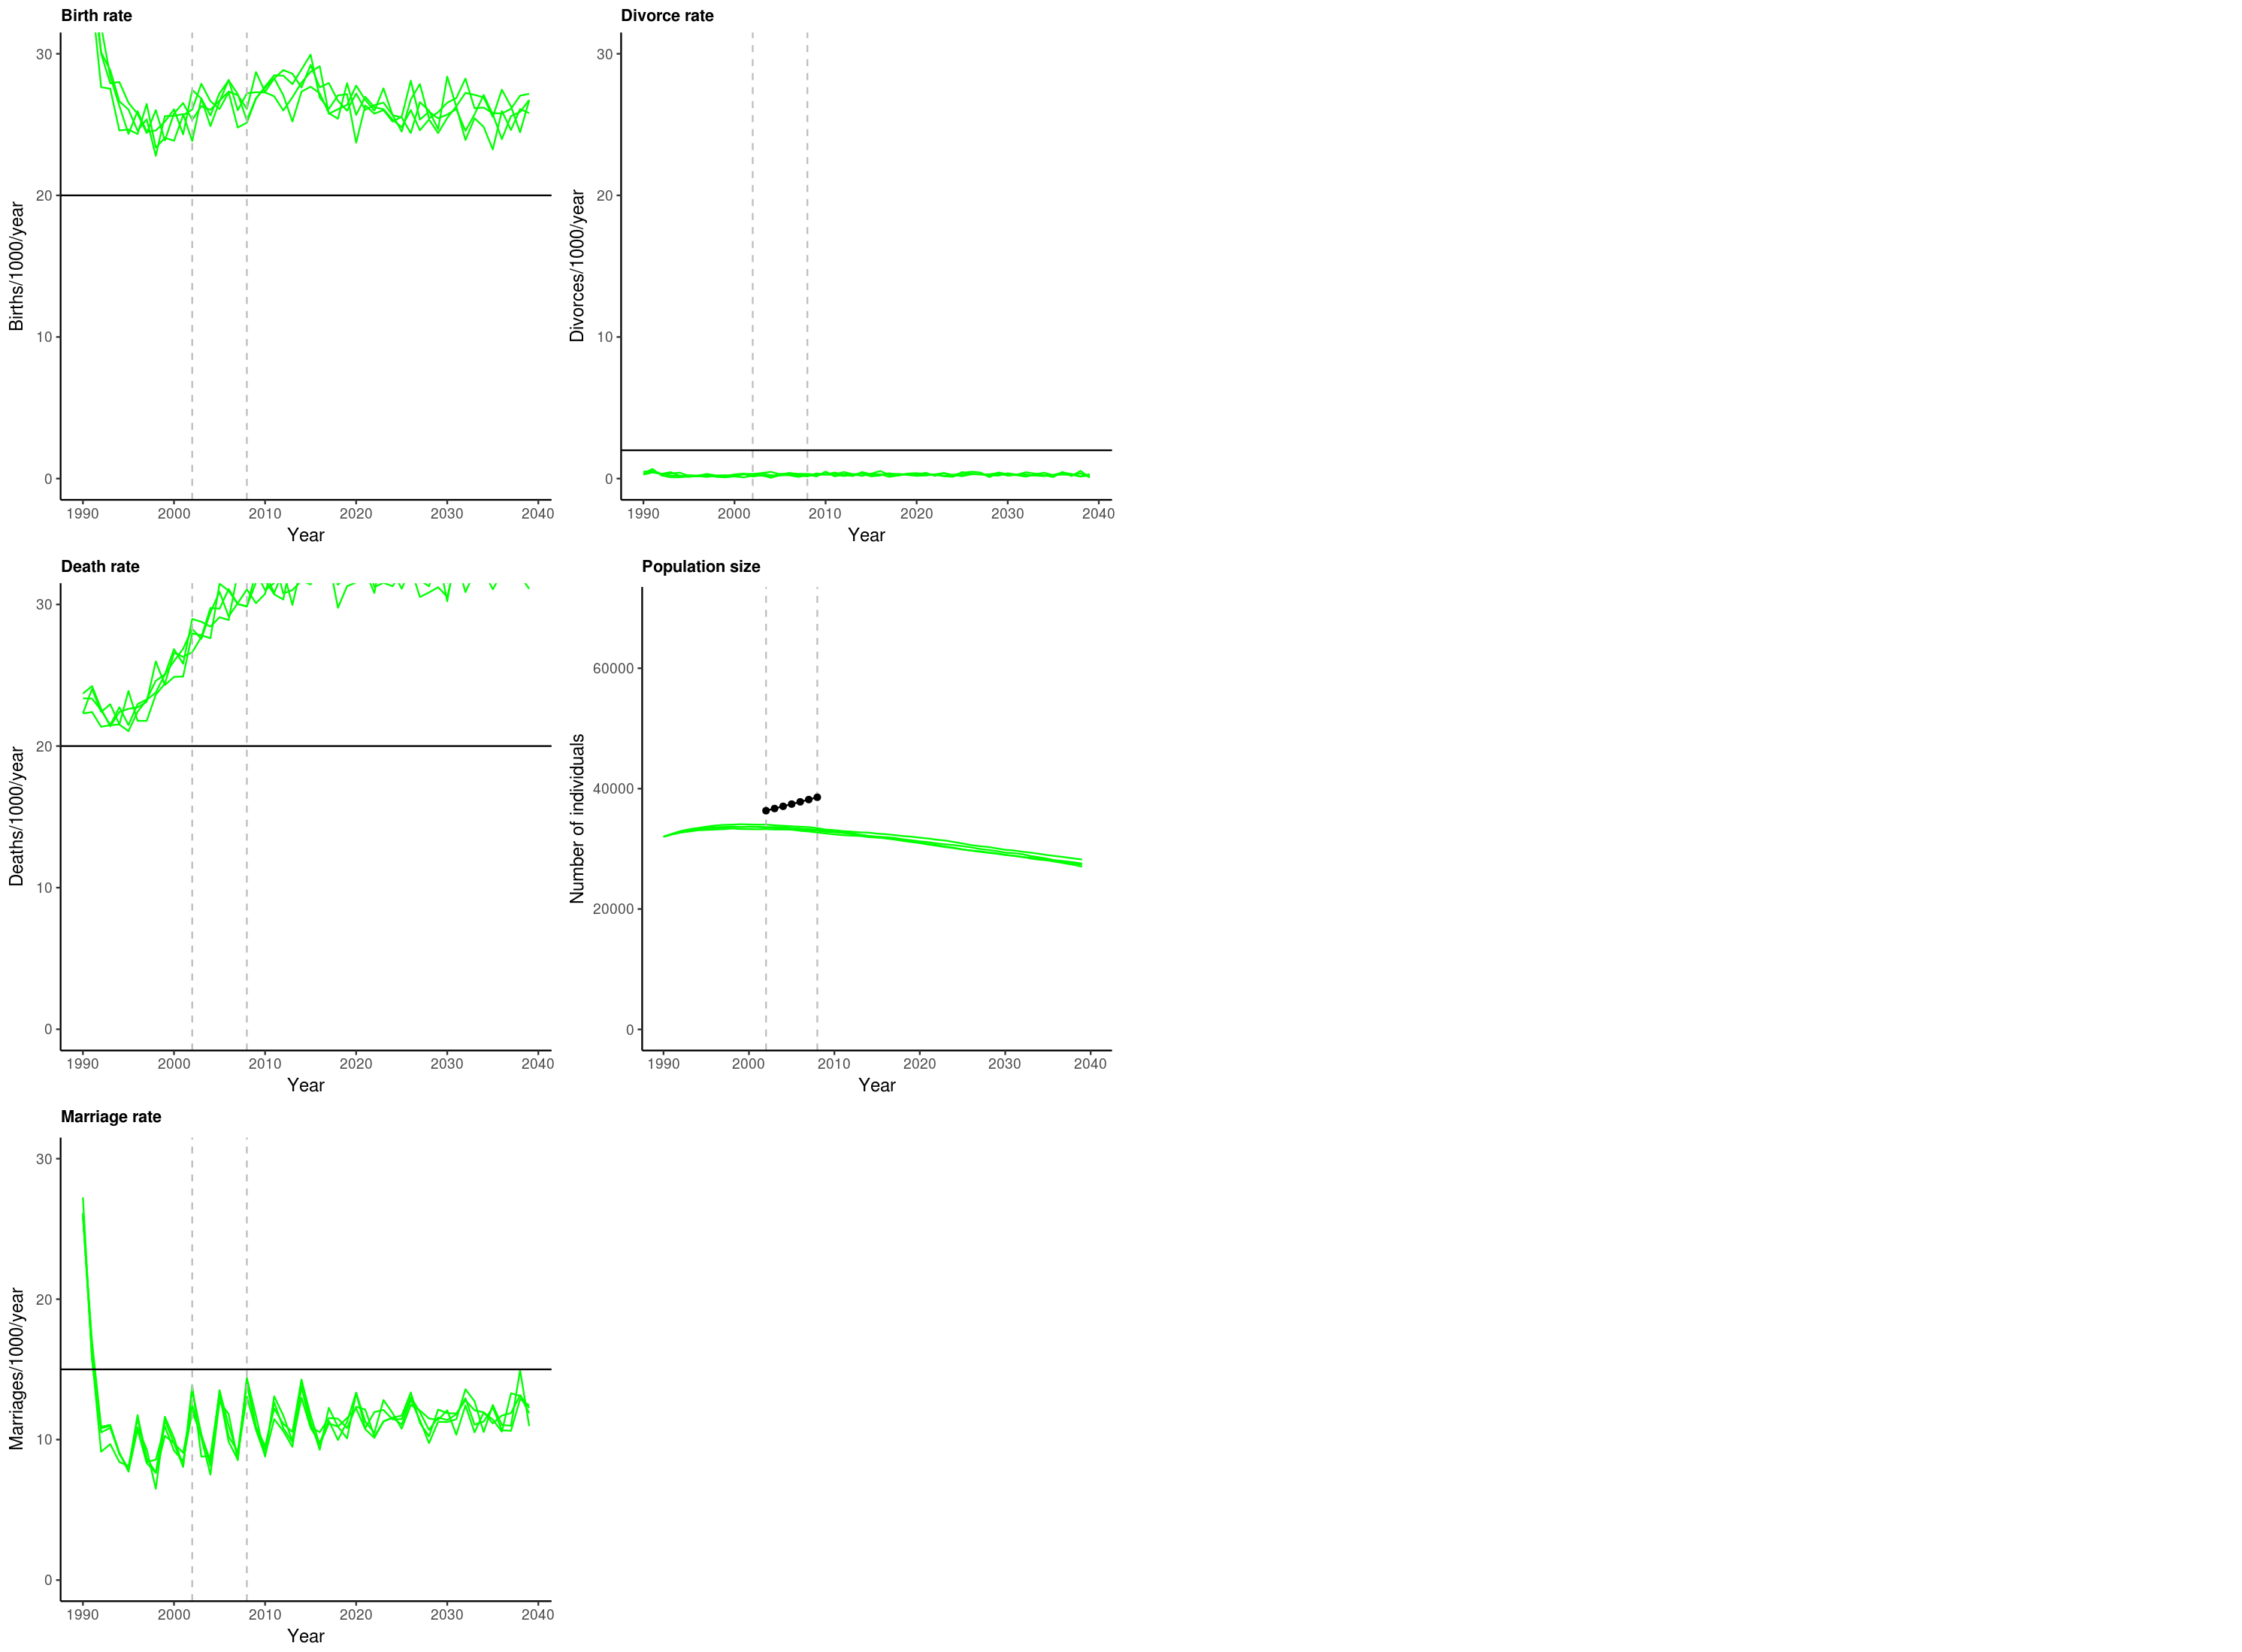 Birth rate
Births/1000/year
30
20
10
0
1990 2000 2010 2020 2030 2040
Year
Divorce rate
Divorces/1000/year
30
20
10
0
1990 2000 2010 2020 2030 2040
Year
Death rate
Deaths/1000/year
30
20
10
0
1990 2000 2010 2020 2030 2040
Year
Population size
Number of individuals
60000
40000
20000
0
1990 2000 2010 2020 2030 2040
Year
Marriage rate
Marriages/1000/year
30
20
10
0
1990 2000 2010 2020 2030 2040
Year